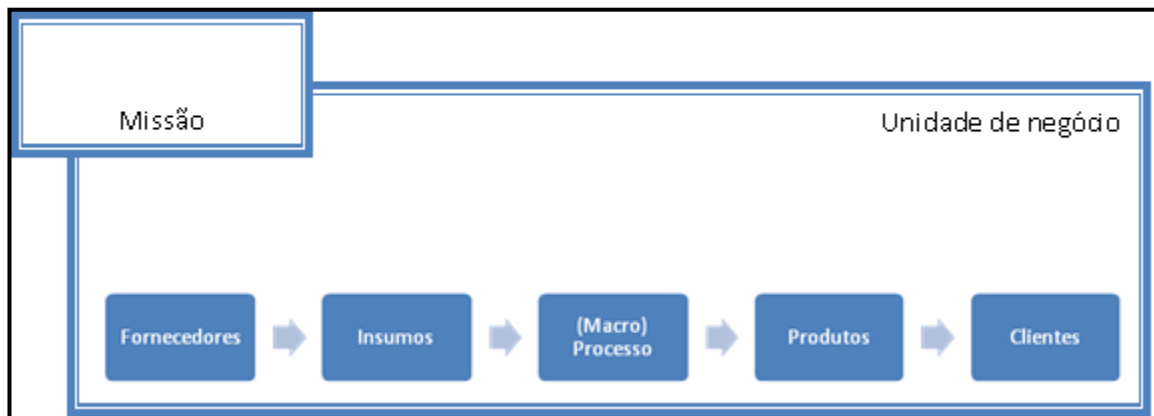 Missão
Unidade de negócio
Fornecedores
Insumos
(Macro)
Processo
Produtos
Clientes